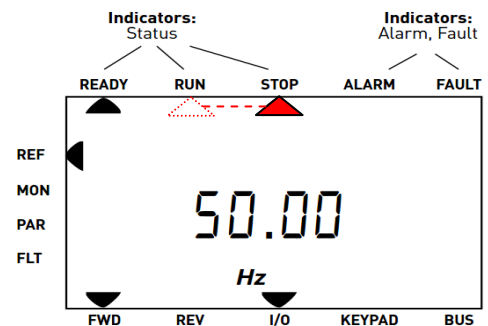 Indicators:
Status
Indicators:
Alarm, Fault
READY RUN STOP ALARM FAULT
REF
MON
PAR
FLT
50.00
Hz
FWD REV I/O KEYPAD BUS